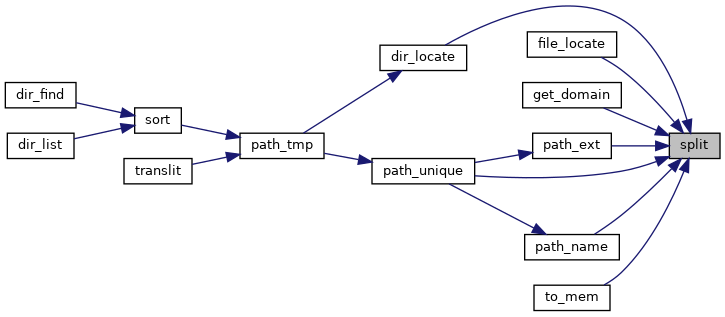 dir_find
dir_list
sort
translit
path_tmp
dir_locate
path_unique
file_locate
get_domain
path_ext
path_name
to_mem
split